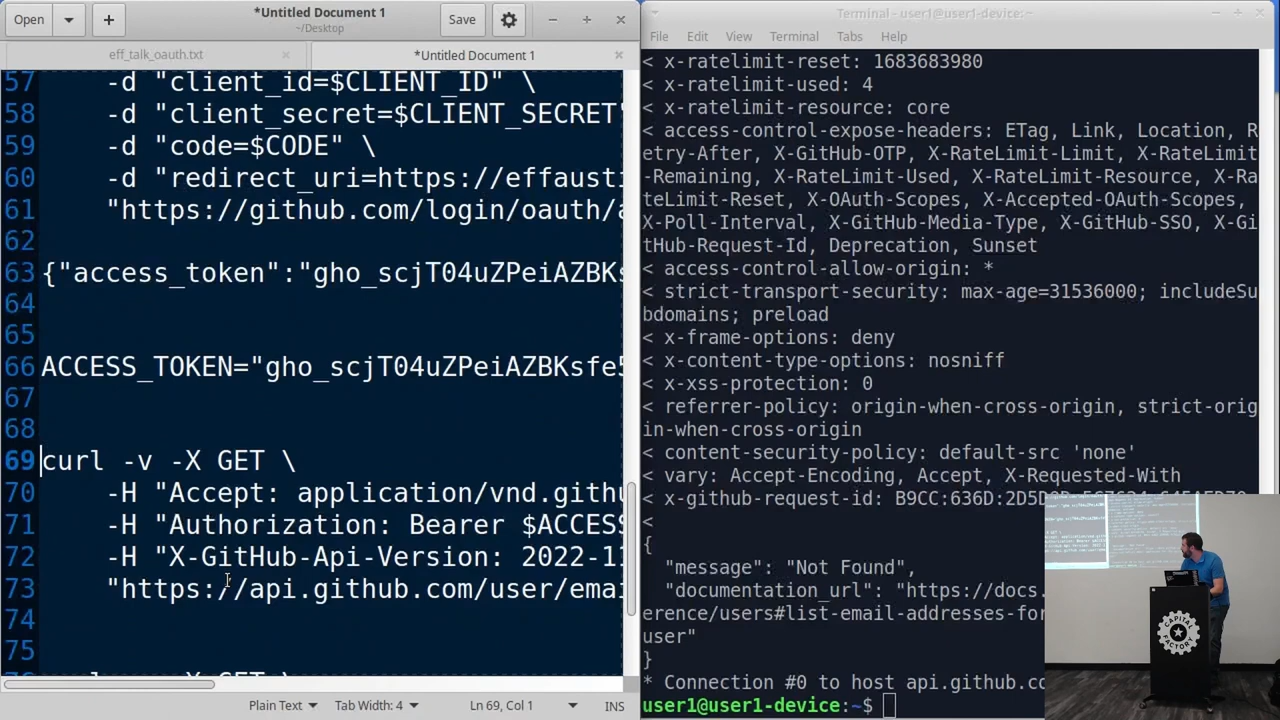 Open
*Untitled Document 1
~/Desktop
Save
eff_talk_oauth.txt
*Untitled Document 1
57 -d "client_id=$CLIENT_ID" \
58 -d "client_secret=$CLIENT_SECRET"
59 -d "code=$CODE" \
60 -d "redirect_uri=https://effausti
61 "https://github.com/login/oauth/a
62
63 {"access_token":"gho_scjT04uZPeiAZBKs
64
65
66 ACCESS_TOKEN="gho_scjT04uZPeiAZBKsfe5
67
68
69 curl -v -X GET \
70 -H "Accept: application/vnd.githu
71 -H "Authorization: Bearer $ACCESS
72 -H "X-GitHub-Api-Version: 2022-11
73 "https://api.github.com/user/emai
74
75
Plain Text
Tab Width: 4
Ln 69, Col 1
INS
Terminal - user1@user1-device: ~
File Edit View Terminal Tabs Help
< x-ratelimit-reset: 1683683980
< x-ratelimit-used: 4
< x-ratelimit-resource: core
< access-control-expose-headers: ETag, Link, Location, R
etry-After, X-GitHub-OTP, X-RateLimit-Limit, X-RateLimit
-Remaining, X-RateLimit-Used, X-RateLimit-Resource, X-Ra
teLimit-Reset, X-OAuth-Scopes, X-Accepted-OAuth-Scopes,
X-Poll-Interval, X-GitHub-Media-Type, X-GitHub-SSO, X-Gi
tHub-Request-Id, Deprecation, Sunset
< access-control-allow-origin: *
< strict-transport-security: max-age=31536000; includeSu
bdomains; preload
< x-frame-options: deny
< x-content-type-options: nosniff
< x-xss-protection: 0
< referrer-policy: origin-when-cross-origin, strict-orig
in-when-cross-origin
< content-security-policy: default-src 'none'
< vary: Accept-Encoding, Accept, X-Requested-With
< x-github-request-id:
<
{
"message": "Not Found",
"documentation_url": "https://docs.
erence/users#list-email-addresses-for
user"
}
* Connection #0 to host api.github.co
user1@user1-device:~$
CAPITAL
FACTORY